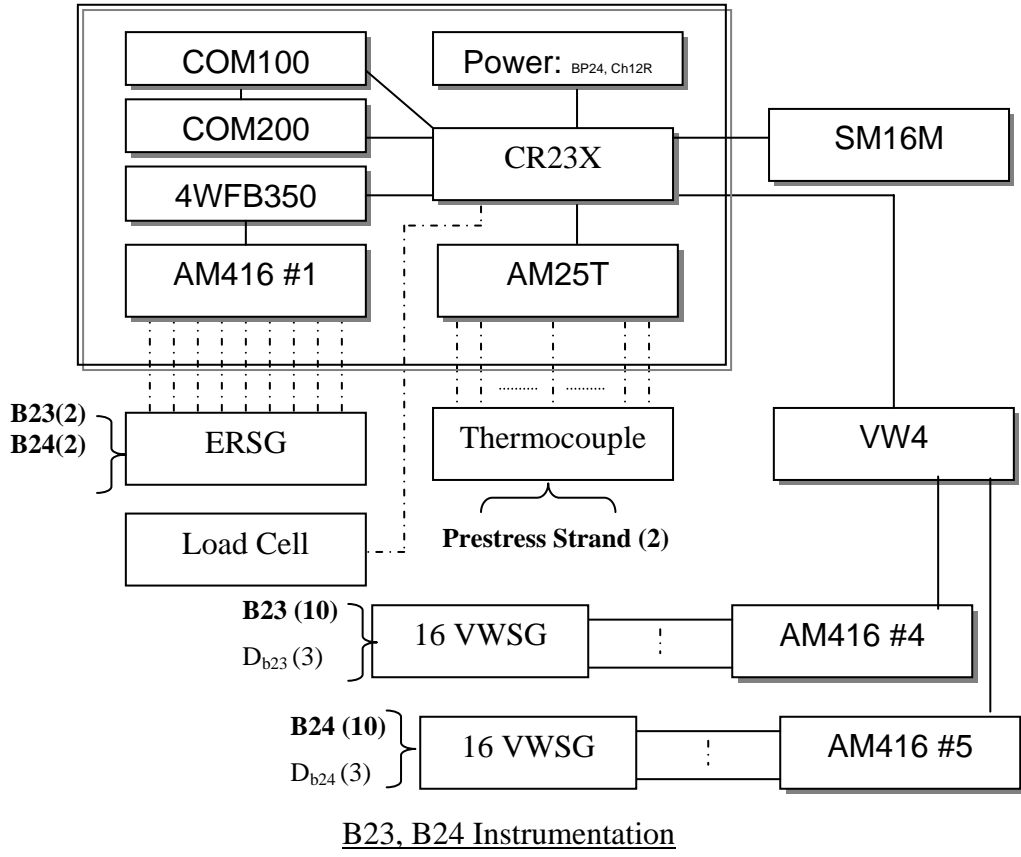 COM100
Power: BP24, Ch12R
COM200
CR23X
SM16M
4WFB350
AM416 #1
AM25T
B23(2)
B24(2)
ERSG
Thermocouple
VW4
Prestress Strand (2)
Load Cell
B23 (10)
Db23 (3)
16 VWSG
AM416 #4
B24 (10)
Db24 (3)
16 VWSG
AM416 #5
B23, B24 Instrumentation